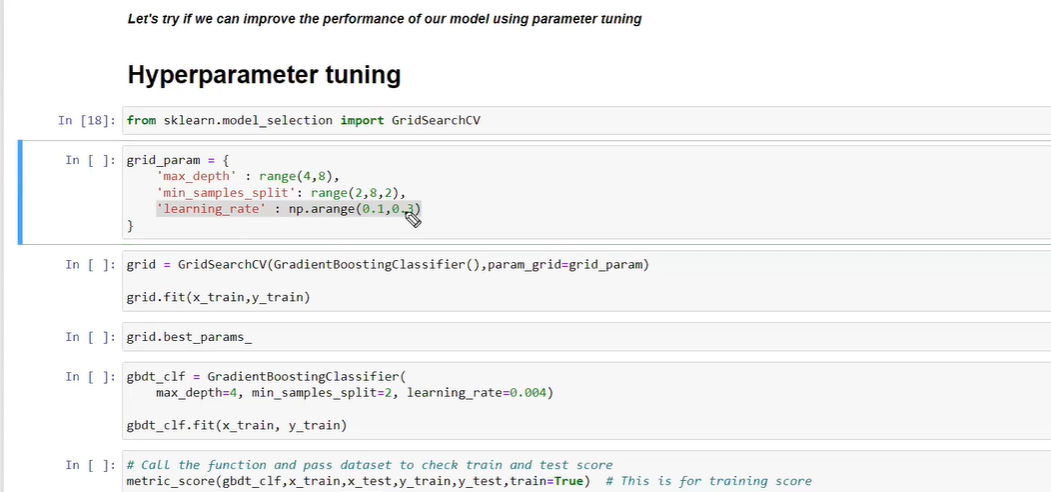 Let's try if we can improve the performance of our model using parameter tuning
Hyperparameter tuning
In [18]: from sklearn.model_selection import GridSearchCV
In [ ]: grid_param = {
'max_depth' : range(4,8),
'min_samples_split': range(2,8,2),
'learning_rate' : np.arange(0.1,0.3)
}
In [ ]: grid = GridSearchCV(GradientBoostingClassifier(),param_grid=grid_param)
grid.fit(x_train,y_train)
In [ ]: grid.best_params_
In [ ]: gbdt_clf = GradientBoostingClassifier(
max_depth=4, min_samples_split=2, learning_rate=0.004)
gbdt_clf.fit(x_train, y_train)
In [ ]: # Call the function and pass dataset to check train and test score
metric_score(gbdt_clf,x_train,x_test,y_train,y_test,train=True) # This is for training score